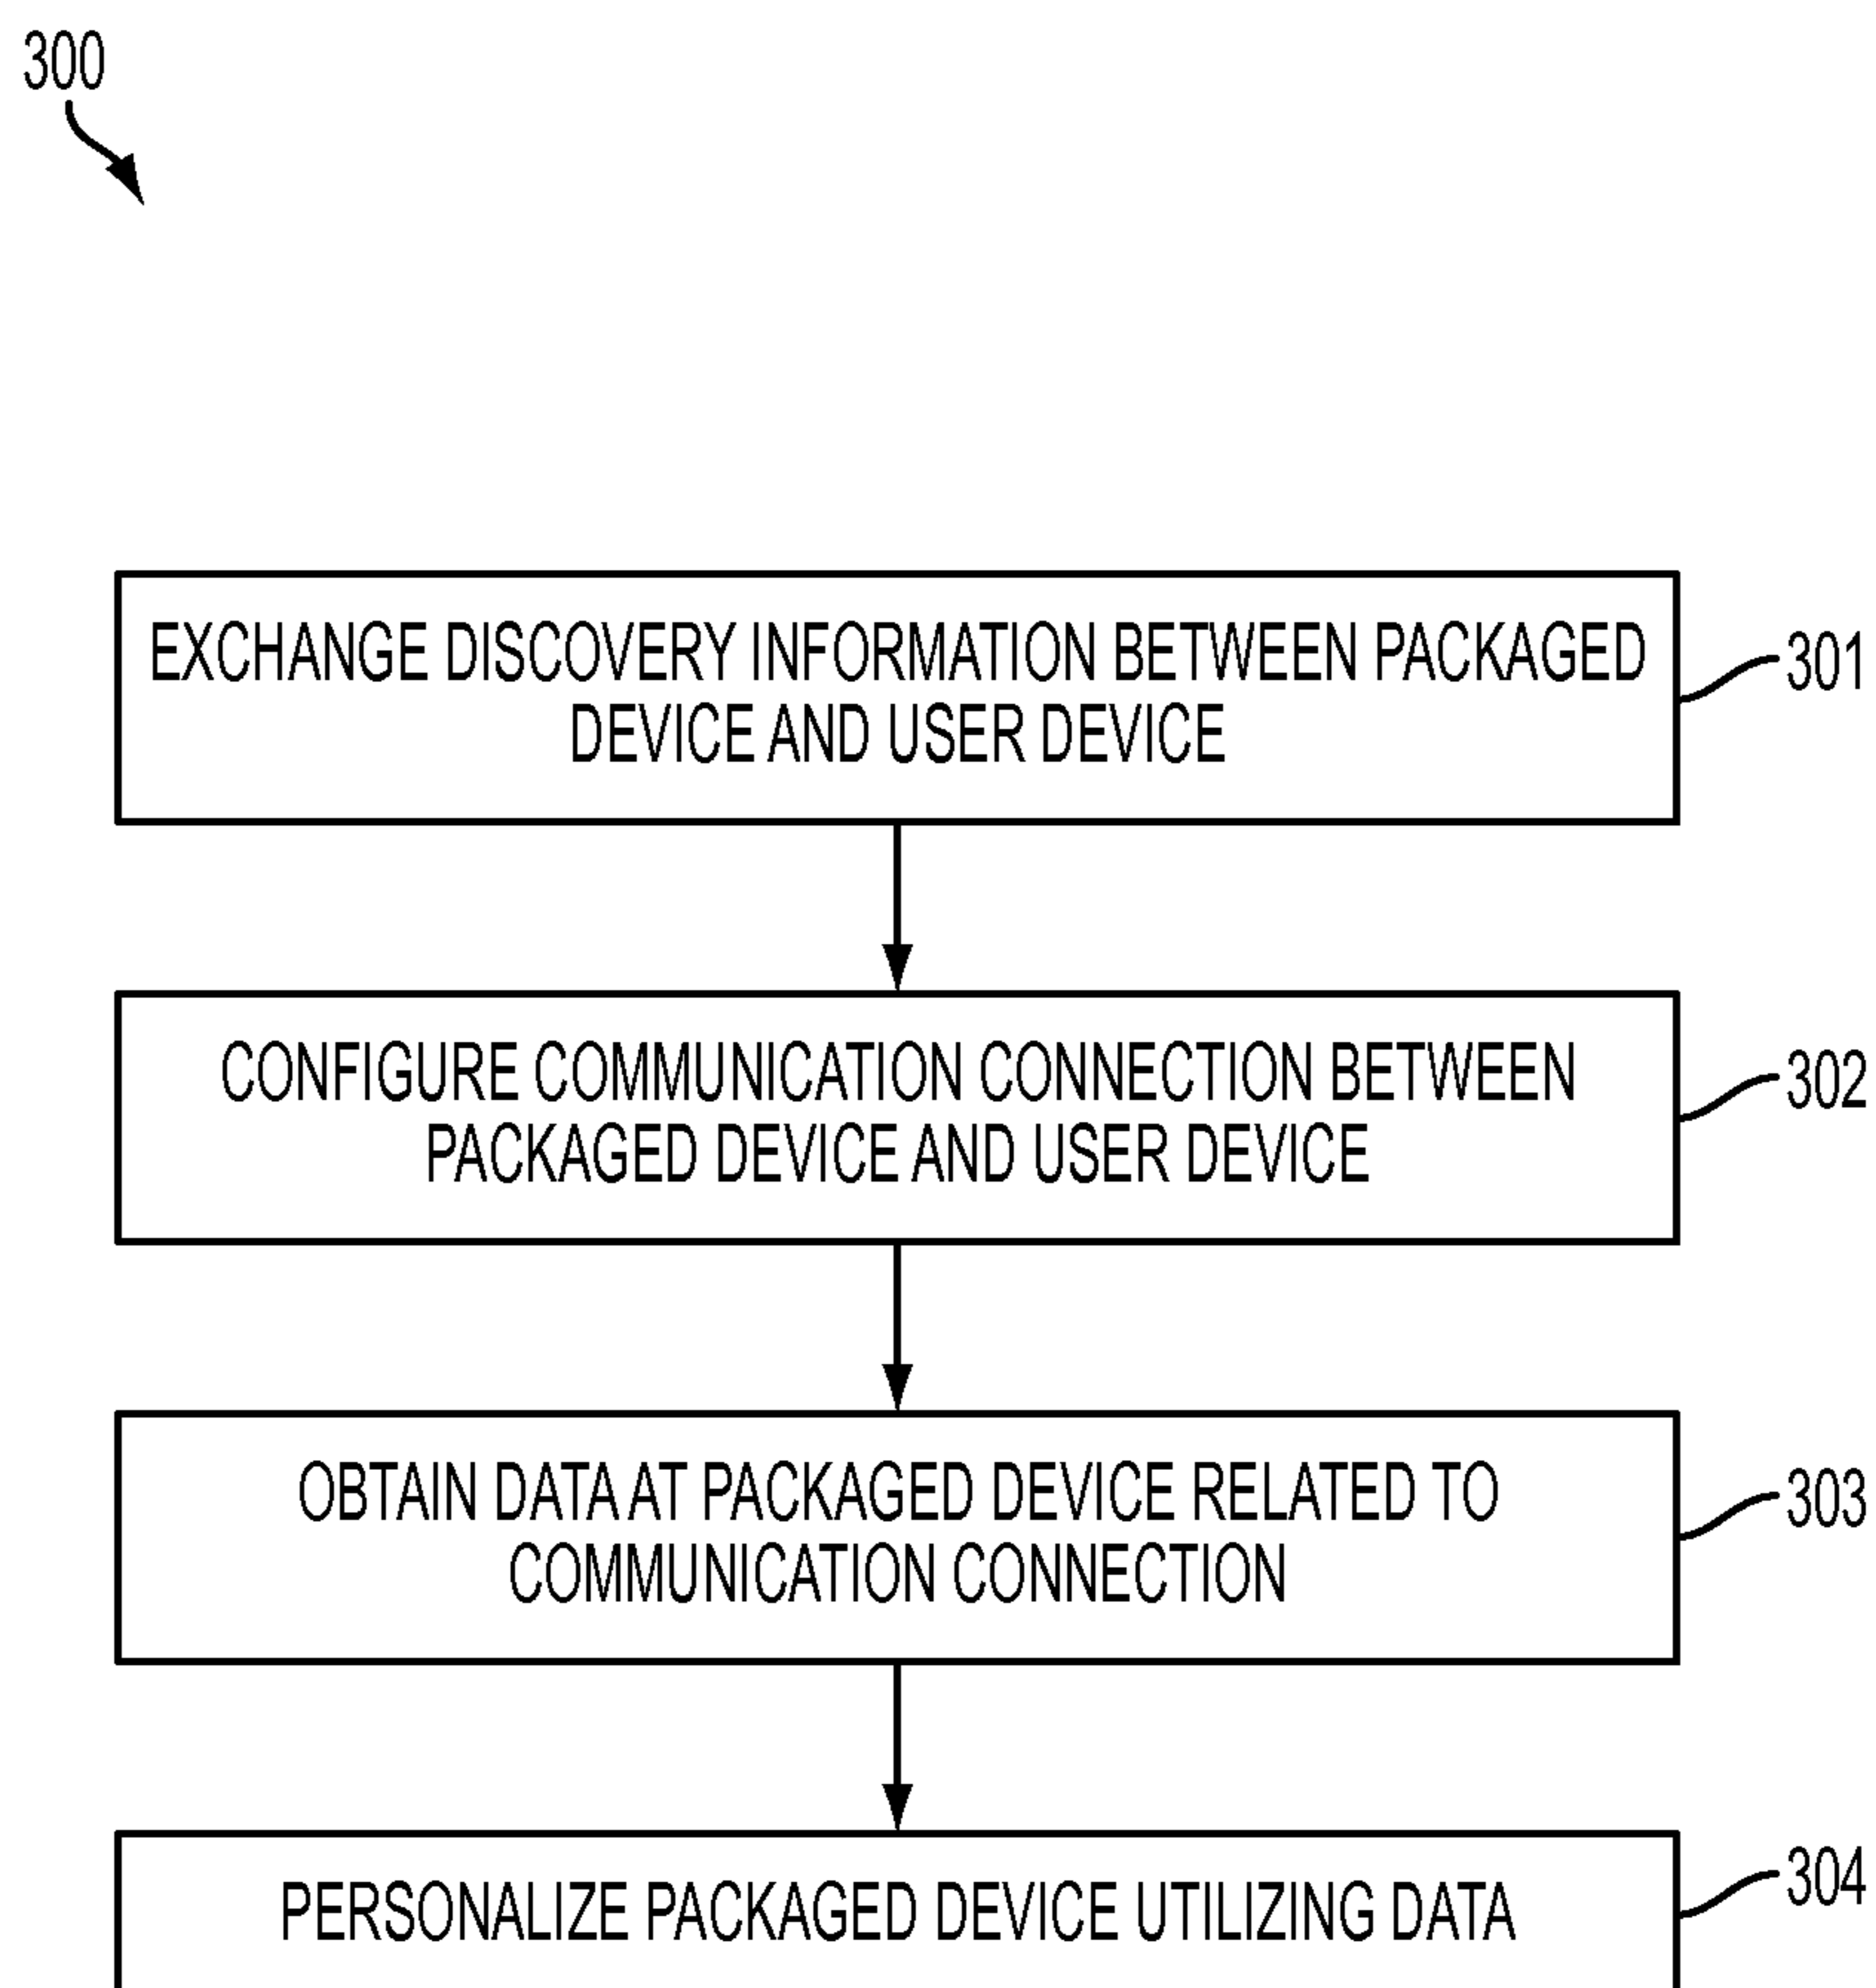 300
EXCHANGE DISCOVERY INFORMATION BETWEEN PACKAGED
DEVICE AND USER DEVICE
301
CONFIGURE COMMUNICATION CONNECTION BETWEEN
PACKAGED DEVICE AND USER DEVICE
302
OBTAIN DATA AT PACKAGED DEVICE RELATED TO
COMMUNICATION CONNECTION
303
PERSONALIZE PACKAGED DEVICE UTILIZING DATA
304